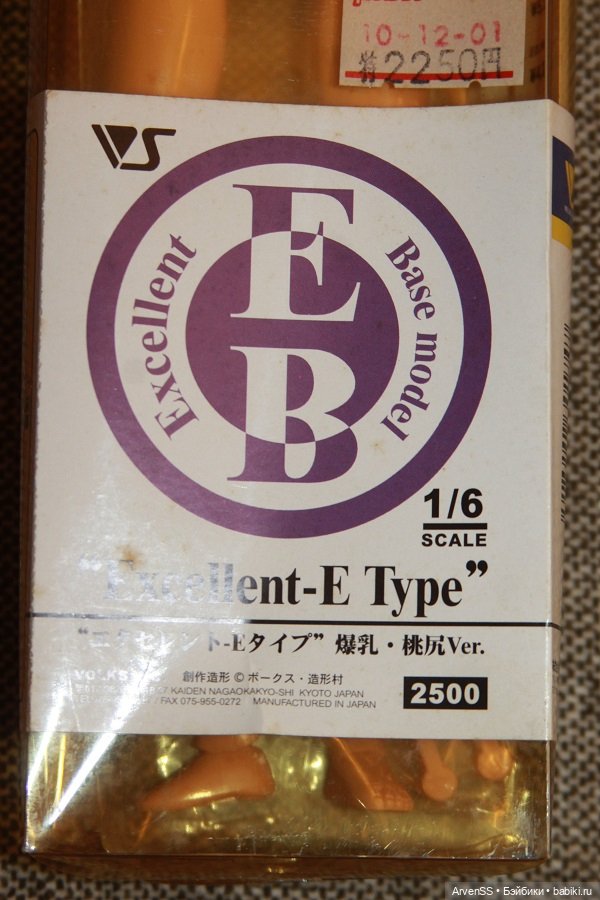 10-12-01
特2250円
VS
Excellent
Base model
E
B
1/6
SCALE
"Excellent-E Type"
"エクセレント-Eタイプ" 爆乳・桃尻Ver.
VOLKS
創作造形 © ボークス・造形村
KAIDEN NAGAOKAKYO-SHI KYOTO JAPAN
/ FAX 075-955-0272 MANUFACTURED IN JAPAN
2500
ArvenSS • Бэйбики • babiki.ru